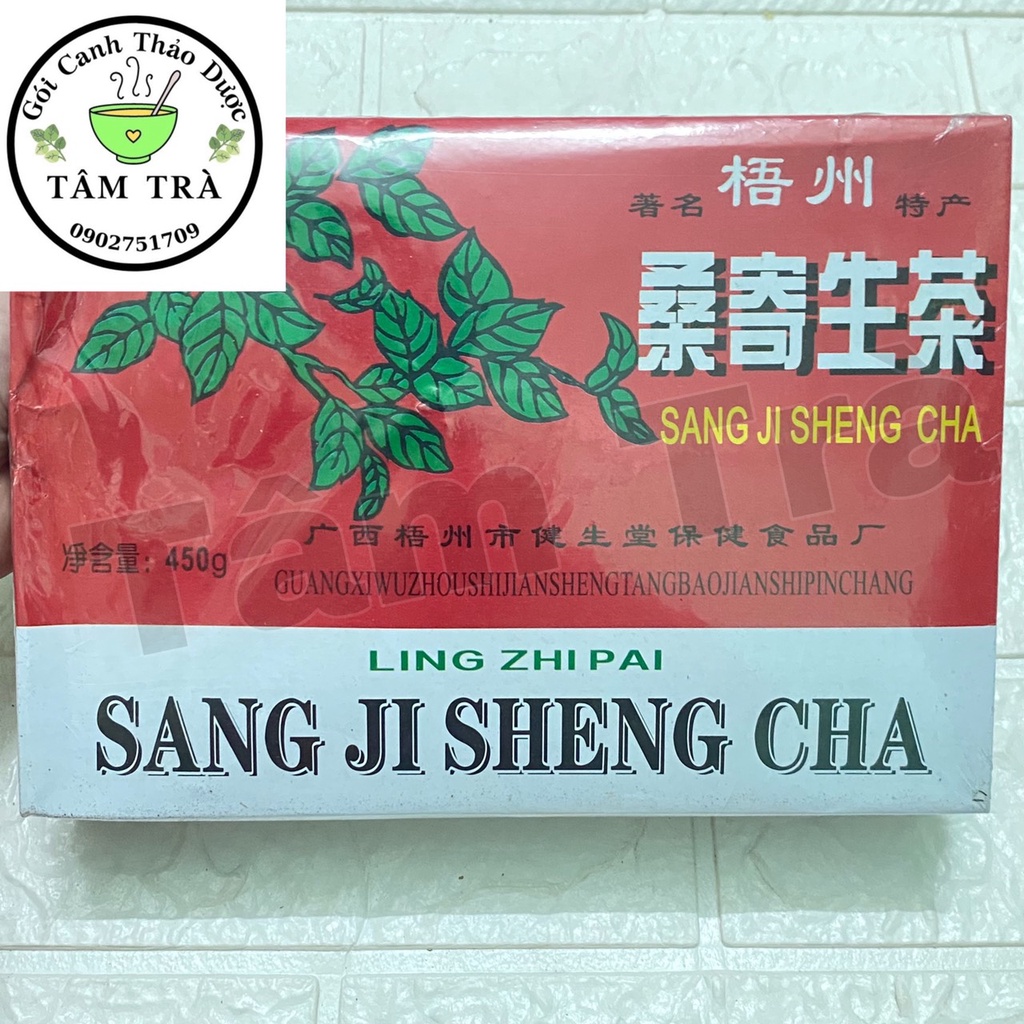 Gói Canh Thảo Dược
TÂM TRÀ
0902751709
著名 梧州 特产
桑寄生茶
SANG JI SHENG CHA
广西梧州市健生堂保健食品厂
净含量：450g
GUANGXIWUZHOUSHIJIANSHENGTANGBAOJIANSHIPINCHANG
Tâm Trà
LING ZHI PAI
SANG JI SHENG CHA